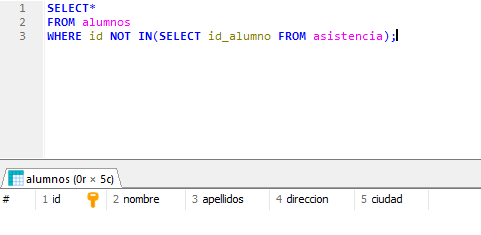 1 SELECT*
2 FROM alumnos
3 WHERE id NOT IN(SELECT id_alumno FROM asistencia);
alumnos (0r × 5c)
# 1 id 2 nombre 3 apellidos 4 direccion 5 ciudad